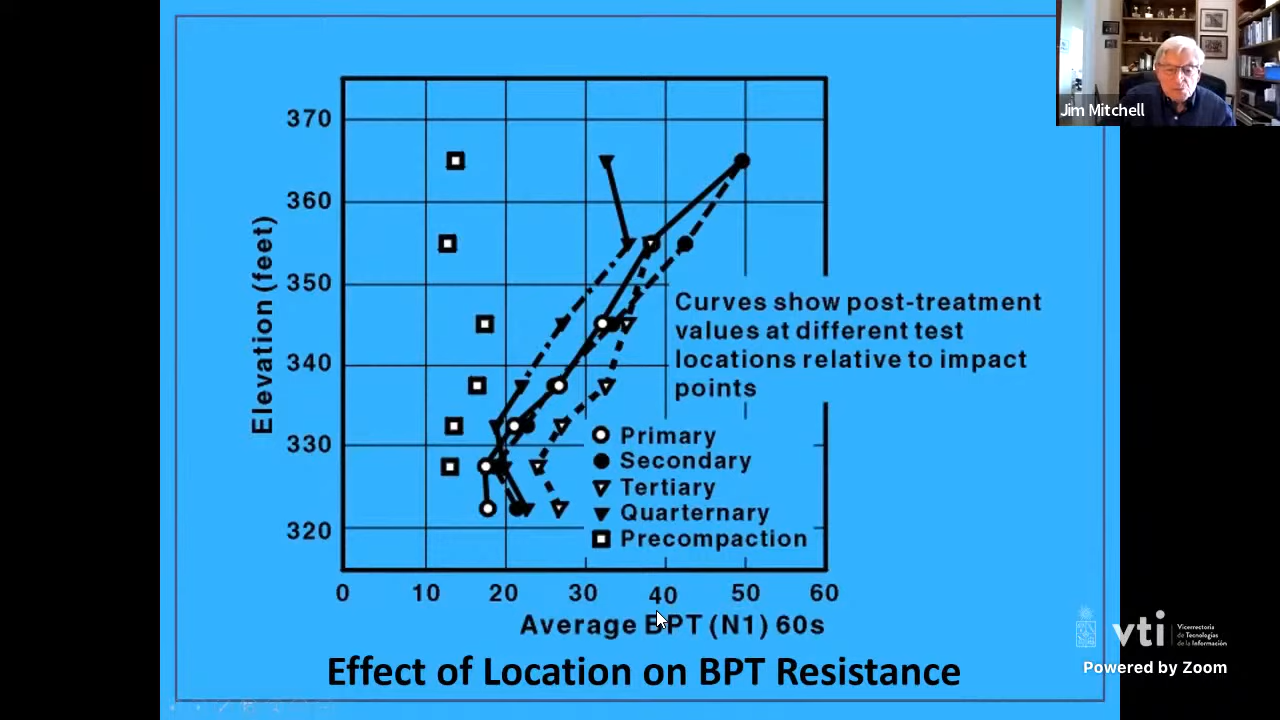 Jim Mitchell
370
360
350
340
330
320
Elevation (feet)
Curves show post-treatment
values at different test
locations relative to impact
points
Primary
Secondary
Tertiary
Quarternary
Precompaction
0 10 20 30 40 50 60
Average BPT (N1) 60s
Effect of Location on BPT Resistance
vti
Vicerrectoría
de Tecnologías
de la Información
Powered by Zoom